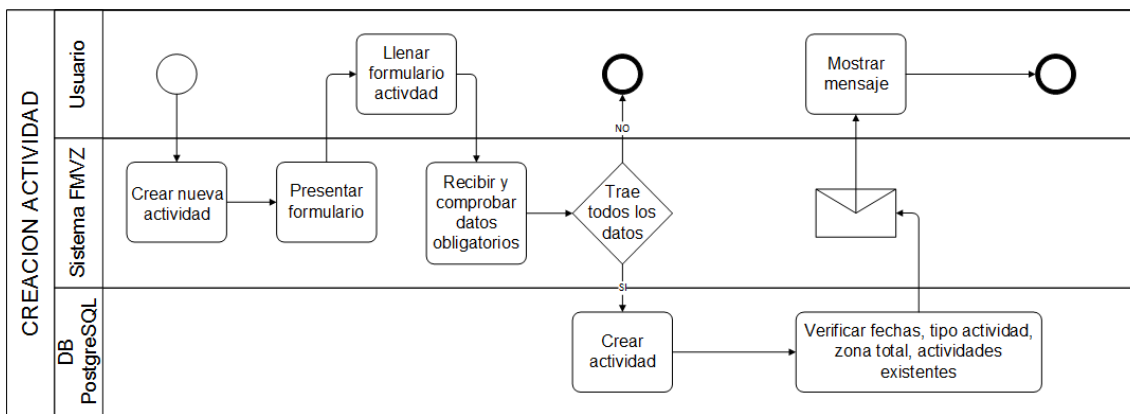 CREACION ACTIVIDAD
Usuario
Llenar
formulario
activdad
Mostrar
mensaje
NO
Sistema FMVZ
Crear nueva
actividad
Presentar
formulario
Recibir y
comprobar
datos
obligatorios
Trae
todos los
datos
SI
DB
PostgreSQL
Crear
actividad
Verificar fechas, tipo actividad,
zona total, actividades
existentes